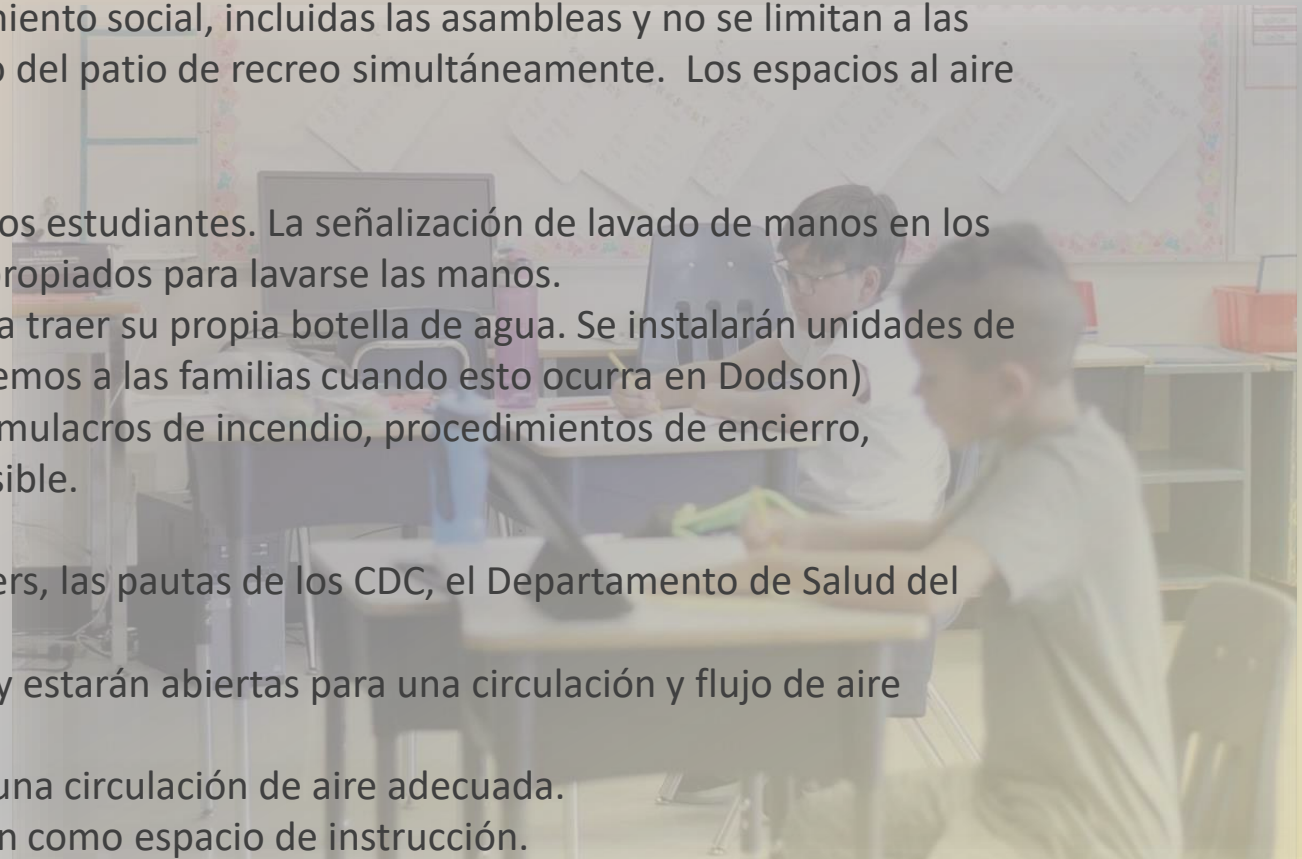 miento social, incluidas las asambleas y no se limitan a las
o del patio de recreo simultáneamente. Los espacios al aire
os estudiantes. La señalización de lavado de manos en los
ropiados para lavarse las manos.
a traer su propia botella de agua. Se instalarán unidades de
emos a las familias cuando esto ocurra en Dodson)
mulacros de incendio, procedimientos de encierro,
sible.
ers, las pautas de los CDC, el Departamento de Salud del
y estarán abiertas para una circulación y flujo de aire
una circulación de aire adecuada.
n como espacio de instrucción.